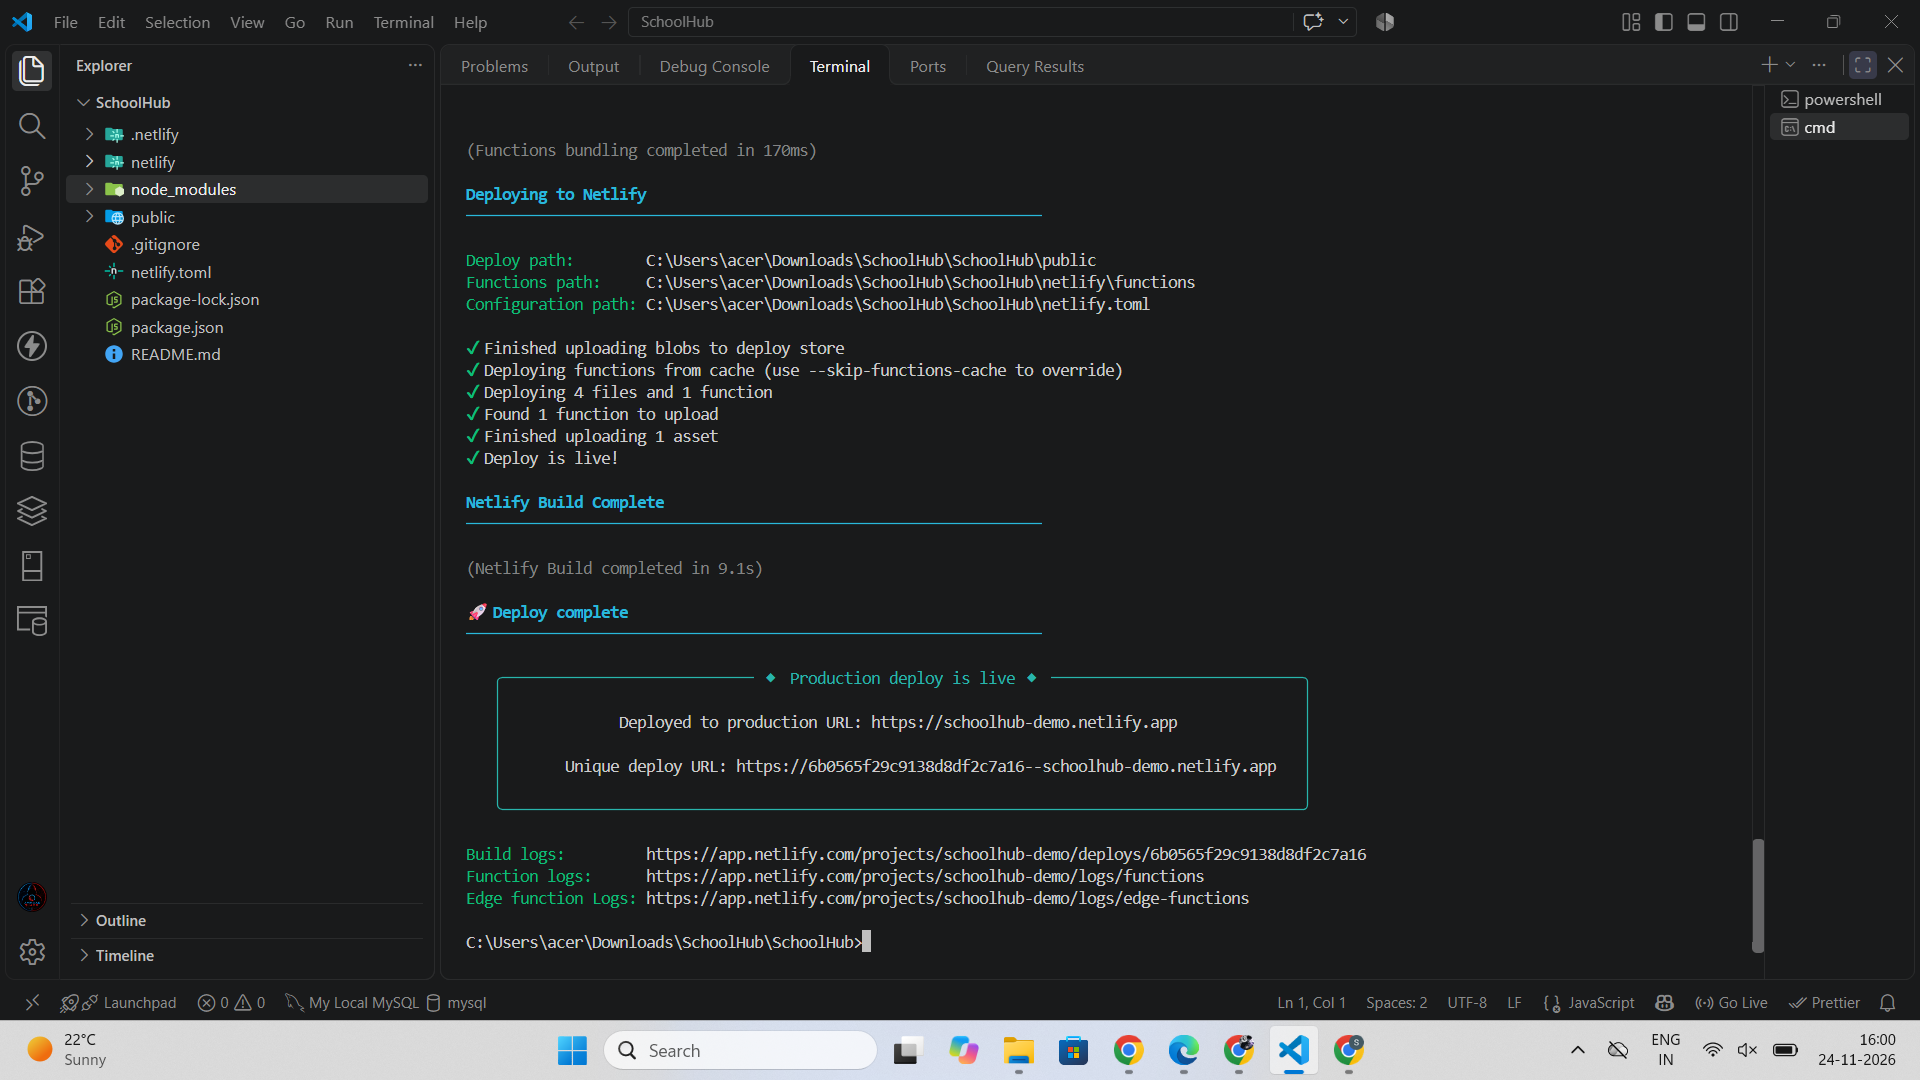 File Edit Selection View Go Run Terminal Help
SchoolHub
Explorer
SchoolHub
.netlify
netlify
node_modules
public
.gitignore
netlify.toml
package-lock.json
package.json
README.md
Outline
Timeline
Problems Output Debug Console Terminal Ports Query Results
powershell
cmd
(Functions bundling completed in 170ms)
Deploying to Netlify
Deploy path: C:\Users\acer\Downloads\SchoolHub\SchoolHub\public
Functions path: C:\Users\acer\Downloads\SchoolHub\SchoolHub\netlify\functions
Configuration path: C:\Users\acer\Downloads\SchoolHub\SchoolHub\netlify.toml
✓ Finished uploading blobs to deploy store
✓ Deploying functions from cache (use --skip-functions-cache to override)
✓ Deploying 4 files and 1 function
✓ Found 1 function to upload
✓ Finished uploading 1 asset
✓ Deploy is live!
Netlify Build Complete
(Netlify Build completed in 9.1s)
🚀 Deploy complete
◆ Production deploy is live ◆
Deployed to production URL: https://schoolhub-demo.netlify.app
Unique deploy URL: https://6b0565f29c9138d8df2c7a16--schoolhub-demo.netlify.app
Build logs: https://app.netlify.com/projects/schoolhub-demo/deploys/6b0565f29c9138d8df2c7a16
Function logs: https://app.netlify.com/projects/schoolhub-demo/logs/functions
Edge function Logs: https://app.netlify.com/projects/schoolhub-demo/logs/edge-functions
C:\Users\acer\Downloads\SchoolHub\SchoolHub>
Launchpad 0 0 My Local MySQL mysql Ln 1, Col 1 Spaces: 2 UTF-8 LF JavaScript Go Live Prettier
22°C
Sunny
Search
ENG
IN
16:00
24-11-2026